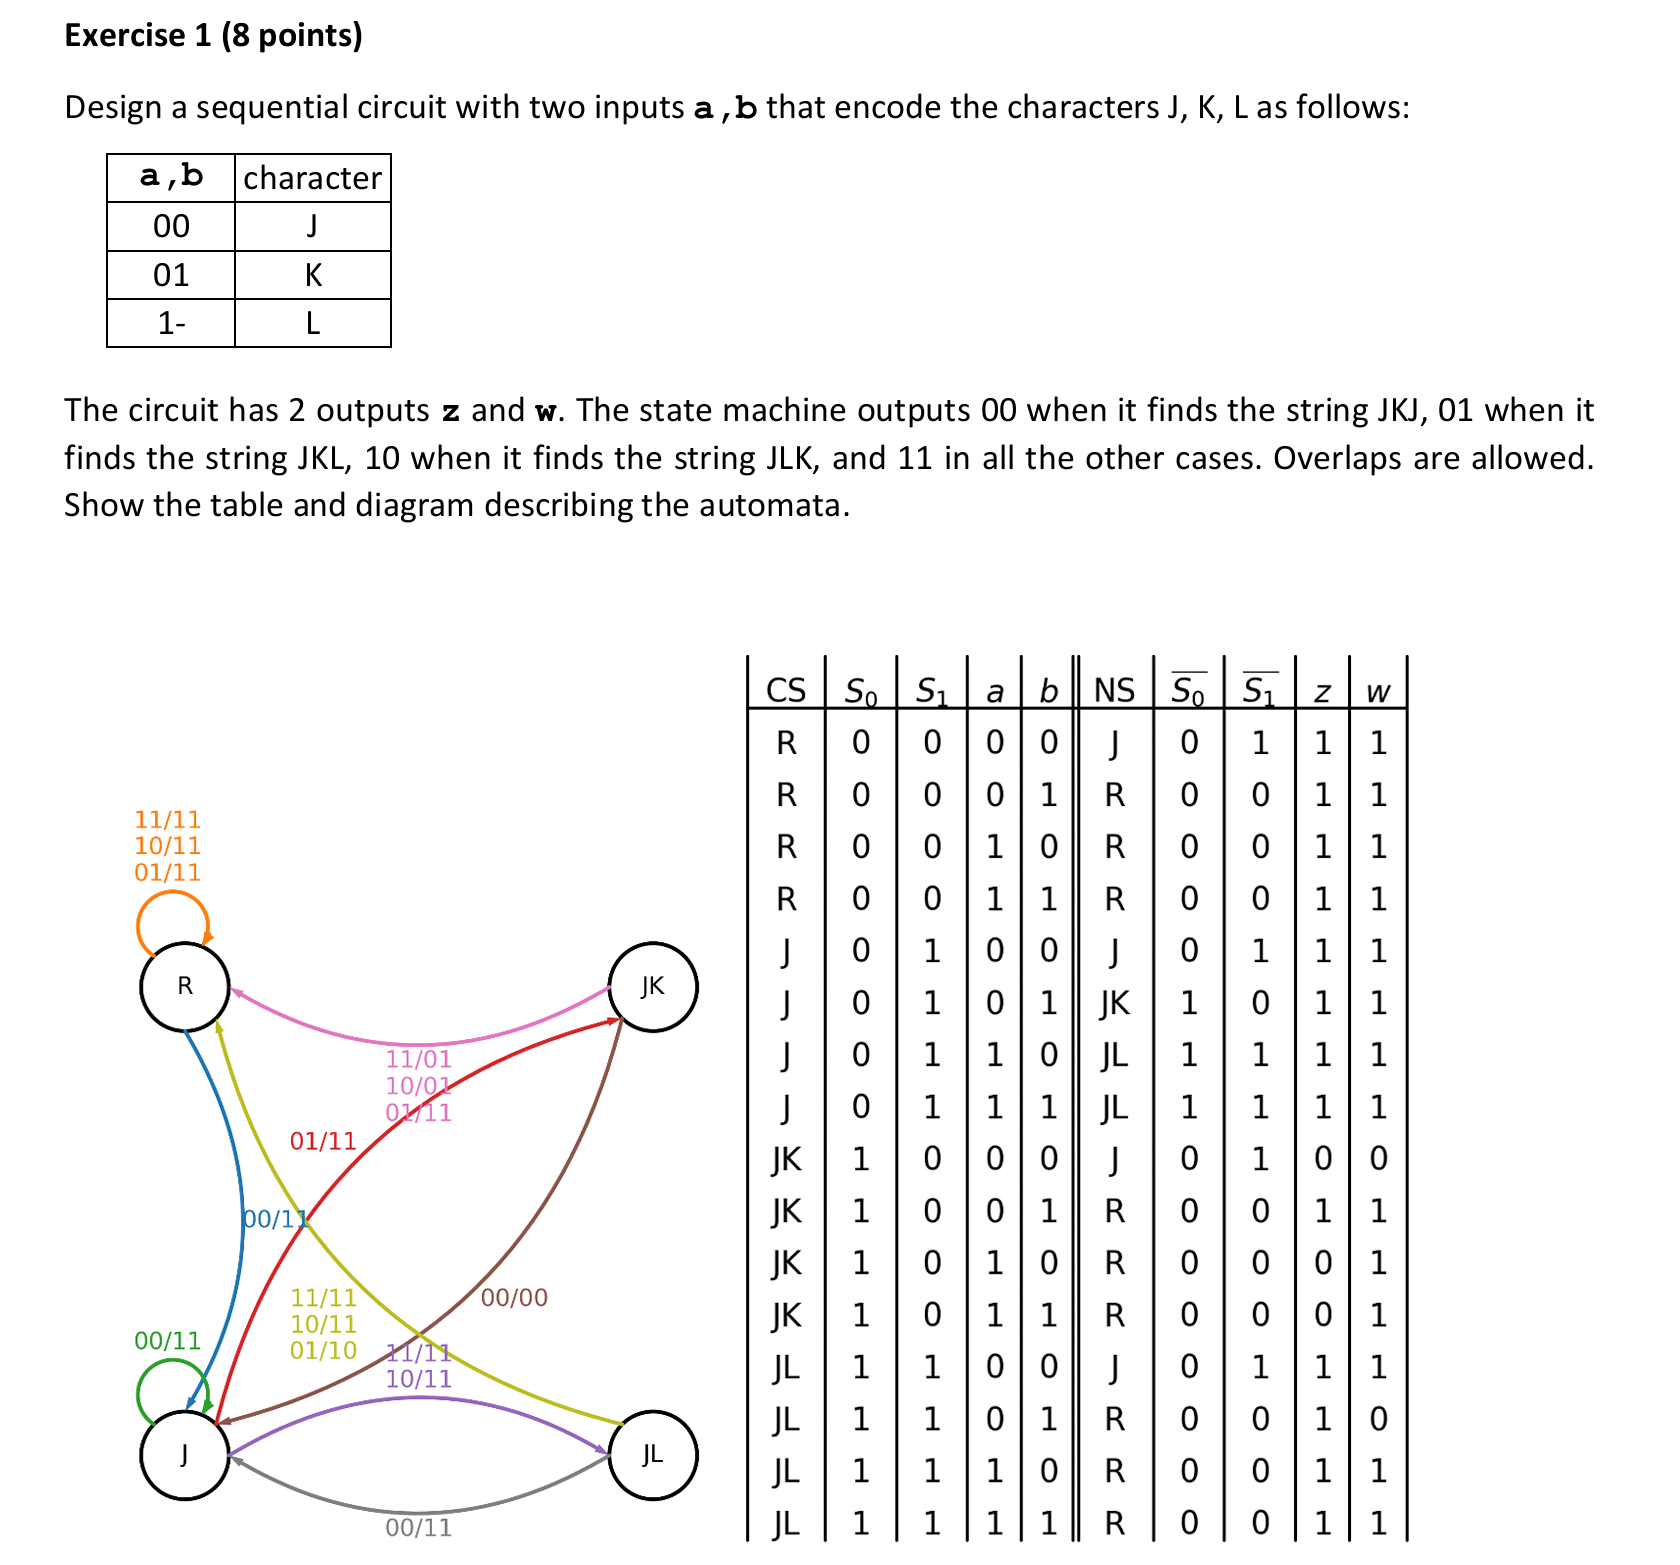 Exercise 1 (8 points)
Design a sequential circuit with two inputs a,b that encode the characters J, K, L as follows:
a,b character
00 J
01 K
1- L
The circuit has 2 outputs z and w. The state machine outputs 00 when it finds the string JKJ, 01 when it
finds the string JKL, 10 when it finds the string JLK, and 11 in all the other cases. Overlaps are allowed.
Show the table and diagram describing the automata.
11/11
10/11
01/11
R
JK
11/01
10/01
01/11
01/11
00/11
11/11
10/11
01/10
00/00
00/11
11/11
10/11
J
JL
00/11
CS S₀ S₁ a b NS S̅₀ S̅₁ z w
R 0 0 0 0 J 0 1 1 1
R 0 0 0 1 R 0 0 1 1
R 0 0 1 0 R 0 0 1 1
R 0 0 1 1 R 0 0 1 1
J 0 1 0 0 J 0 1 1 1
J 0 1 0 1 JK 1 0 1 1
J 0 1 1 0 JL 1 1 1 1
J 0 1 1 1 JL 1 1 1 1
JK 1 0 0 0 J 0 1 0 0
JK 1 0 0 1 R 0 0 1 1
JK 1 0 1 0 R 0 0 0 1
JK 1 0 1 1 R 0 0 0 1
JL 1 1 0 0 J 0 1 1 1
JL 1 1 0 1 R 0 0 1 0
JL 1 1 1 0 R 0 0 1 1
JL 1 1 1 1 R 0 0 1 1